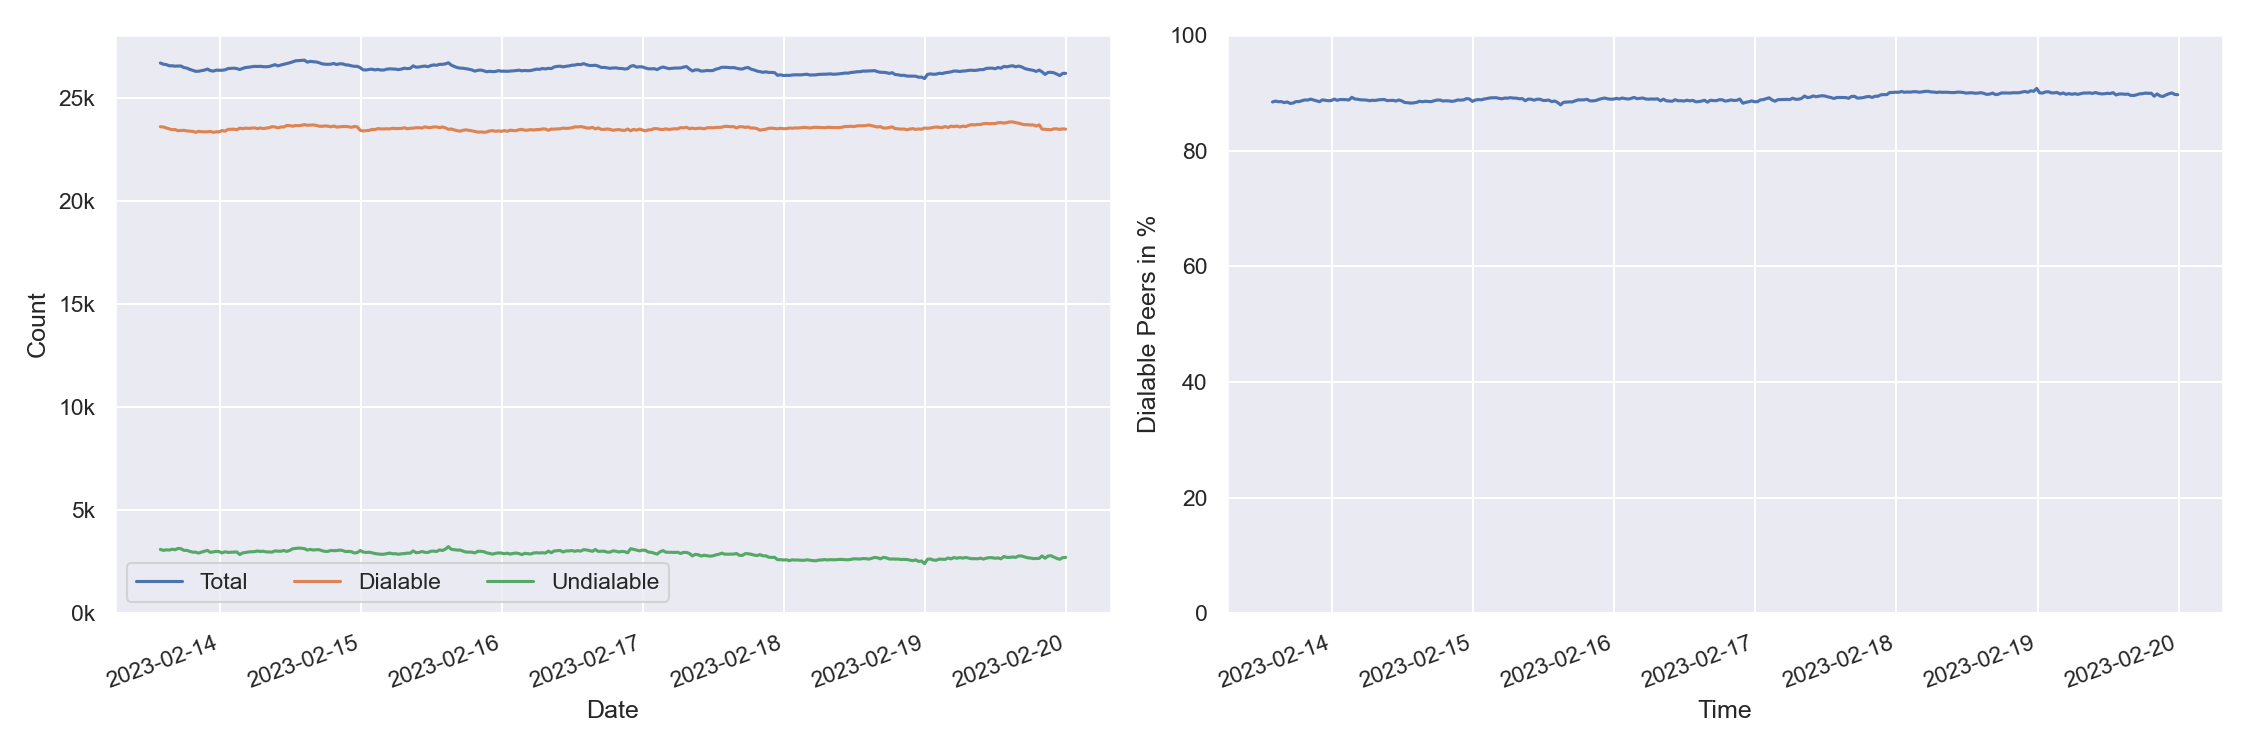 25k
20k
15k
10k
5k
0k
Count
Total
Dialable
Undialable
2023-02-14
2023-02-15
2023-02-16
2023-02-17
2023-02-18
2023-02-19
2023-02-20
Date
100
80
60
40
20
0
Dialable Peers in %
2023-02-14
2023-02-15
2023-02-16
2023-02-17
2023-02-18
2023-02-19
2023-02-20
Time